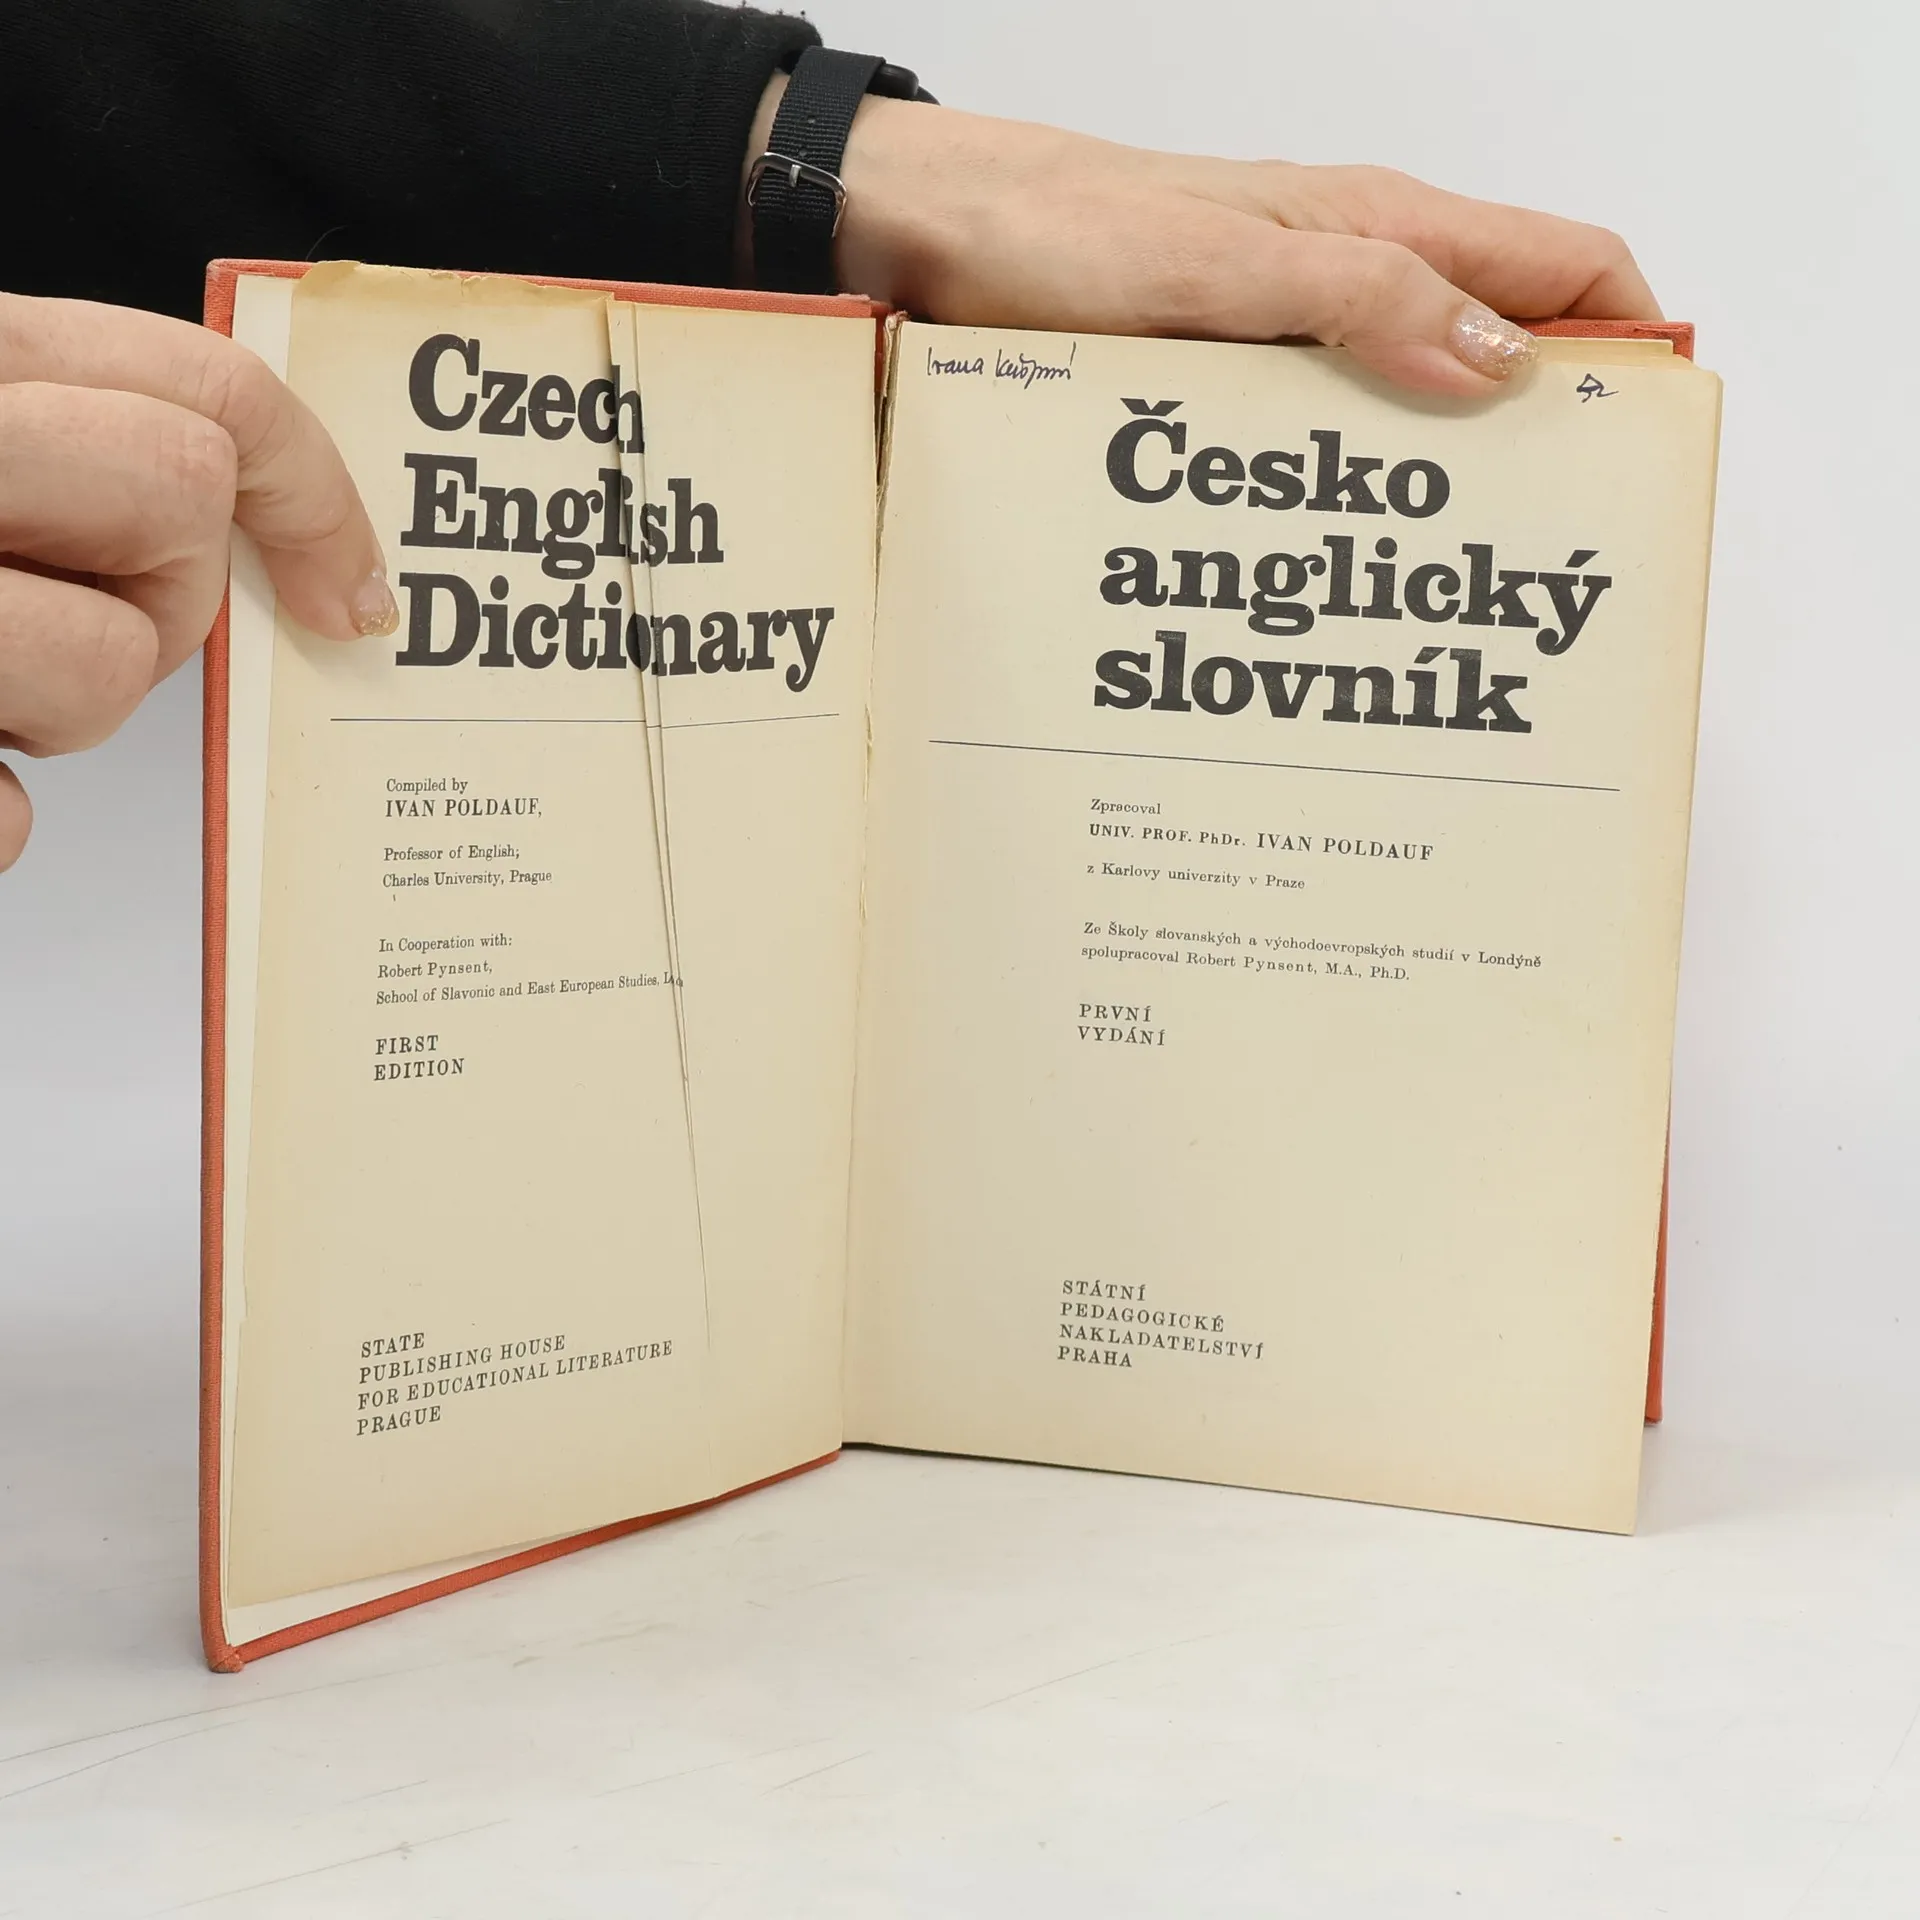 Czech
English
Dictionary
Compiled by
IVAN POLDAUF,
Professor of English;
Charles University, Prague
In Cooperation with:
Robert Pynsent,
School of Slavonic and East European Studies,
FIRST
EDITION
STATE
PUBLISHING HOUSE
FOR EDUCATIONAL LITERATURE
PRAGUE
Ivana
Česko
anglický
slovník
Zpracoval
UNIV. PROF. PhDr. IVAN POLDAUF
z Karlovy univerzity v Praze
Ze Školy slovanských a východoevropských studií v Londýně
spolupracoval Robert Pynsent, M.A., Ph.D.
PRVNÍ
VYDÁNÍ
STÁTNÍ
PEDAGOGICKÉ
NAKLADATELSTVÍ
PRAHA